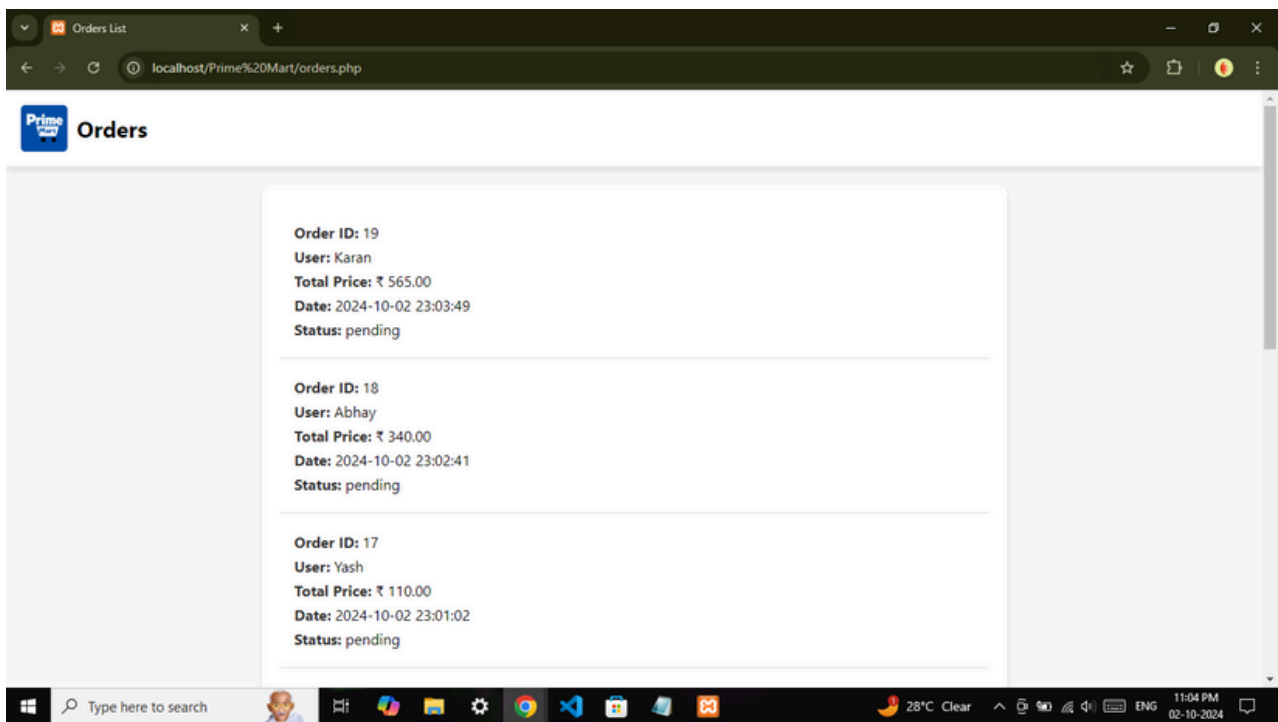 Orders List
localhost/Prime%20Mart/orders.php
Prime
Mart
Orders
Order ID: 19
User: Karan
Total Price: ₹ 565.00
Date: 2024-10-02 23:03:49
Status: pending
Order ID: 18
User: Abhay
Total Price: ₹ 340.00
Date: 2024-10-02 23:02:41
Status: pending
Order ID: 17
User: Yash
Total Price: ₹ 110.00
Date: 2024-10-02 23:01:02
Status: pending
Type here to search
28°C Clear
ENG
11:04 PM
02-10-2024